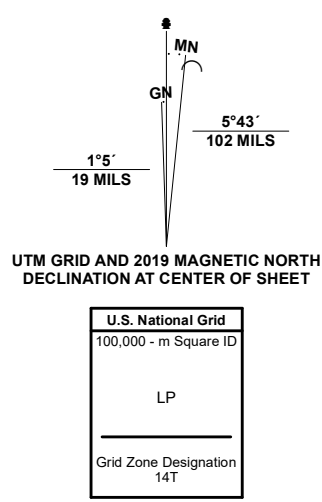 MN
GN
5°43´
102 MILS
1°5´
19 MILS
UTM GRID AND 2019 MAGNETIC NORTH
DECLINATION AT CENTER OF SHEET
U.S. National Grid
100,000 - m Square ID
LP
Grid Zone Designation
14T